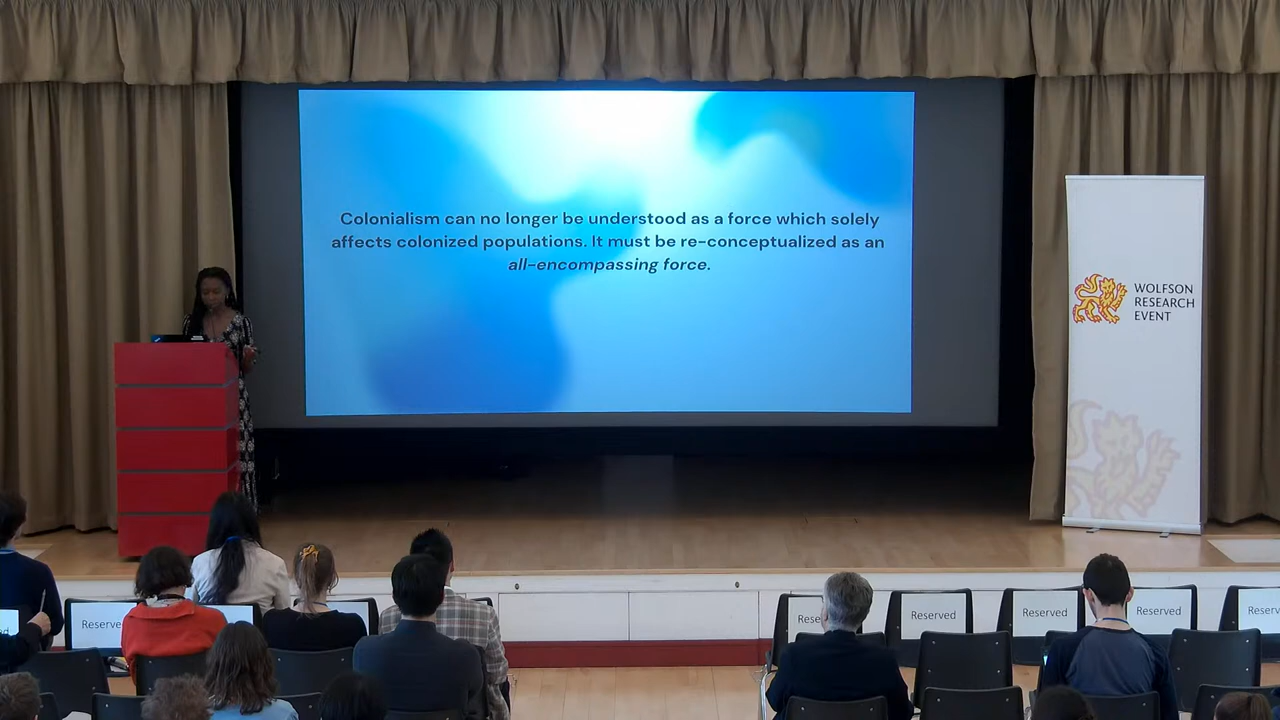 Colonialism can no longer be understood as a force which solely
affects colonized populations. It must be re-conceptualized as an
all-encompassing force.
WOLFSON
RESEARCH
EVENT
Reserved
Reserved
Reserved